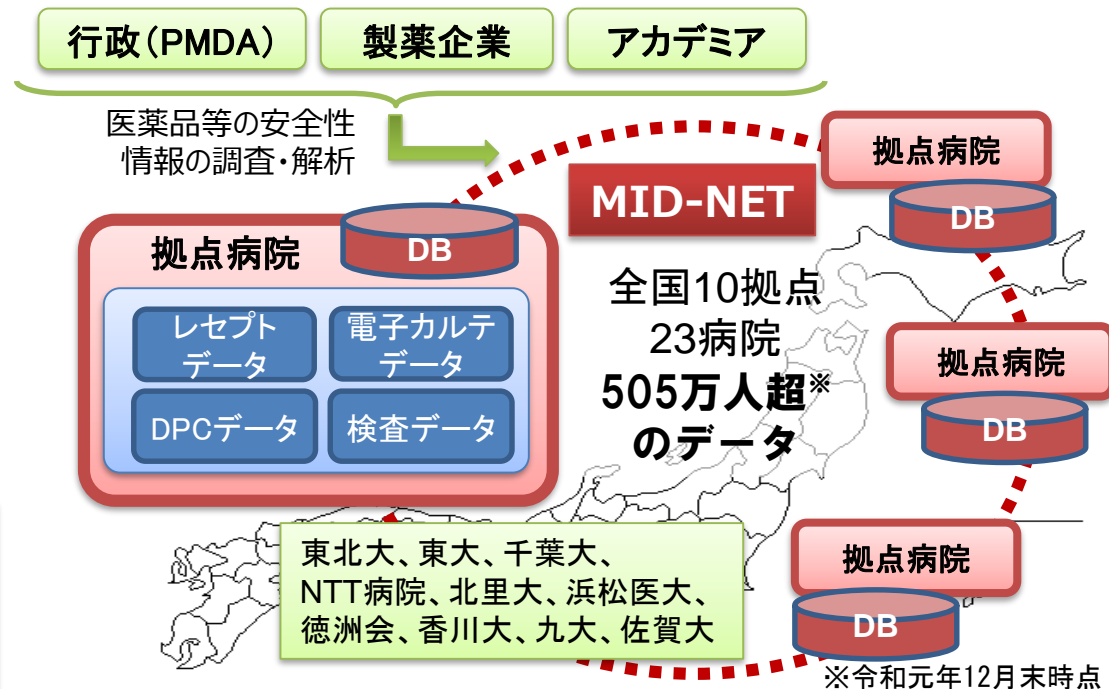 行政(PMDA)
製薬企業
アカデミア
医薬品等の安全性
情報の調査・解析
MID-NET
全国10拠点
23病院
505万人超※
のデータ
拠点病院
DB
レセプト
データ
電子カルテ
データ
DPCデータ
検査データ
拠点病院
DB
拠点病院
DB
拠点病院
DB
東北大、東大、千葉大、
NTT病院、北里大、浜松医大、
徳洲会、香川大、九大、佐賀大
※令和元年12月末時点